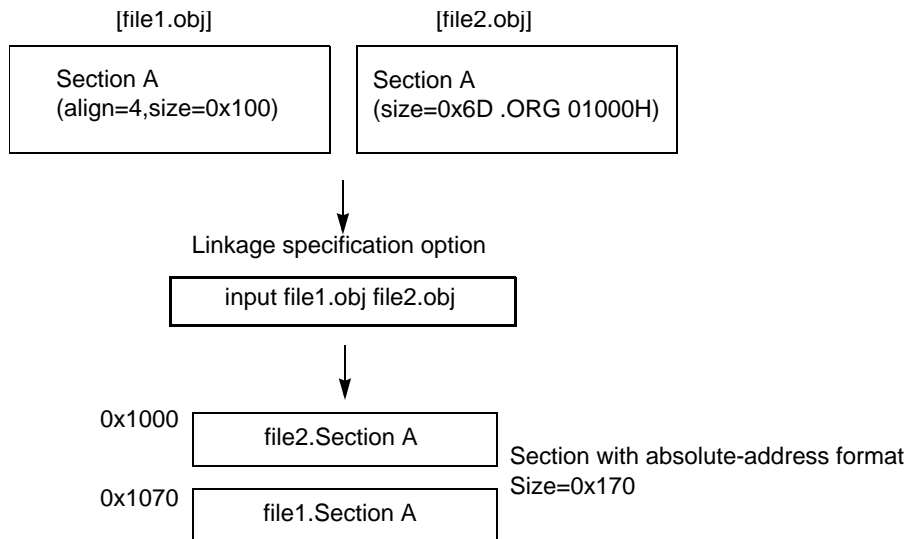 [file1.obj]
[file2.obj]
Section A
(align=4,size=0x100)
Section A
(size=0x6D .ORG 01000H)
Linkage specification option
input file1.obj file2.obj
0x1000
file2.Section A
Section with absolute-address format
Size=0x170
0x1070
file1.Section A